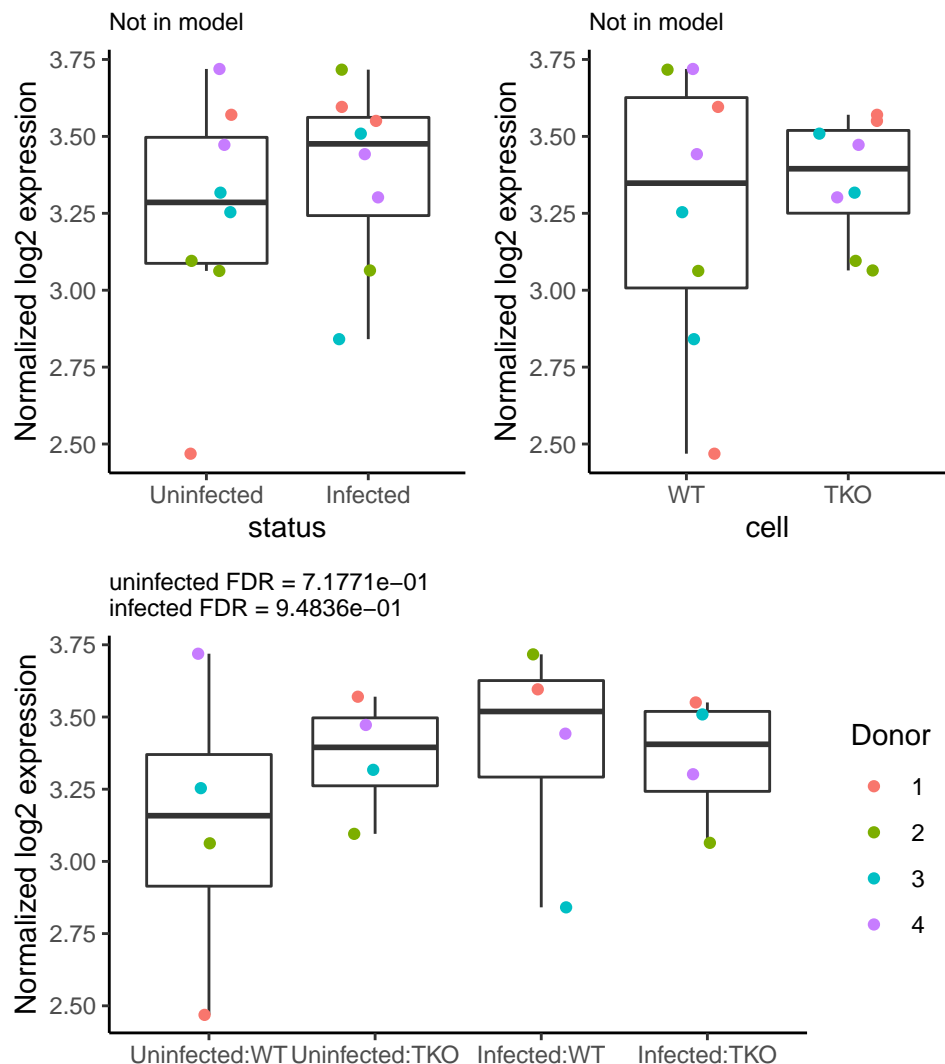 Not in model
Normalized log2 expression
3.75
3.50
3.25
3.00
2.75
2.50
Uninfected Infected
status
Not in model
Normalized log2 expression
3.75
3.50
3.25
3.00
2.75
2.50
WT TKO
cell
uninfected FDR = 7.1771e−01
infected FDR = 9.4836e−01
Normalized log2 expression
3.75
3.50
3.25
3.00
2.75
2.50
Uninfected:WT Uninfected:TKO Infected:WT Infected:TKO
Donor
1
2
3
4